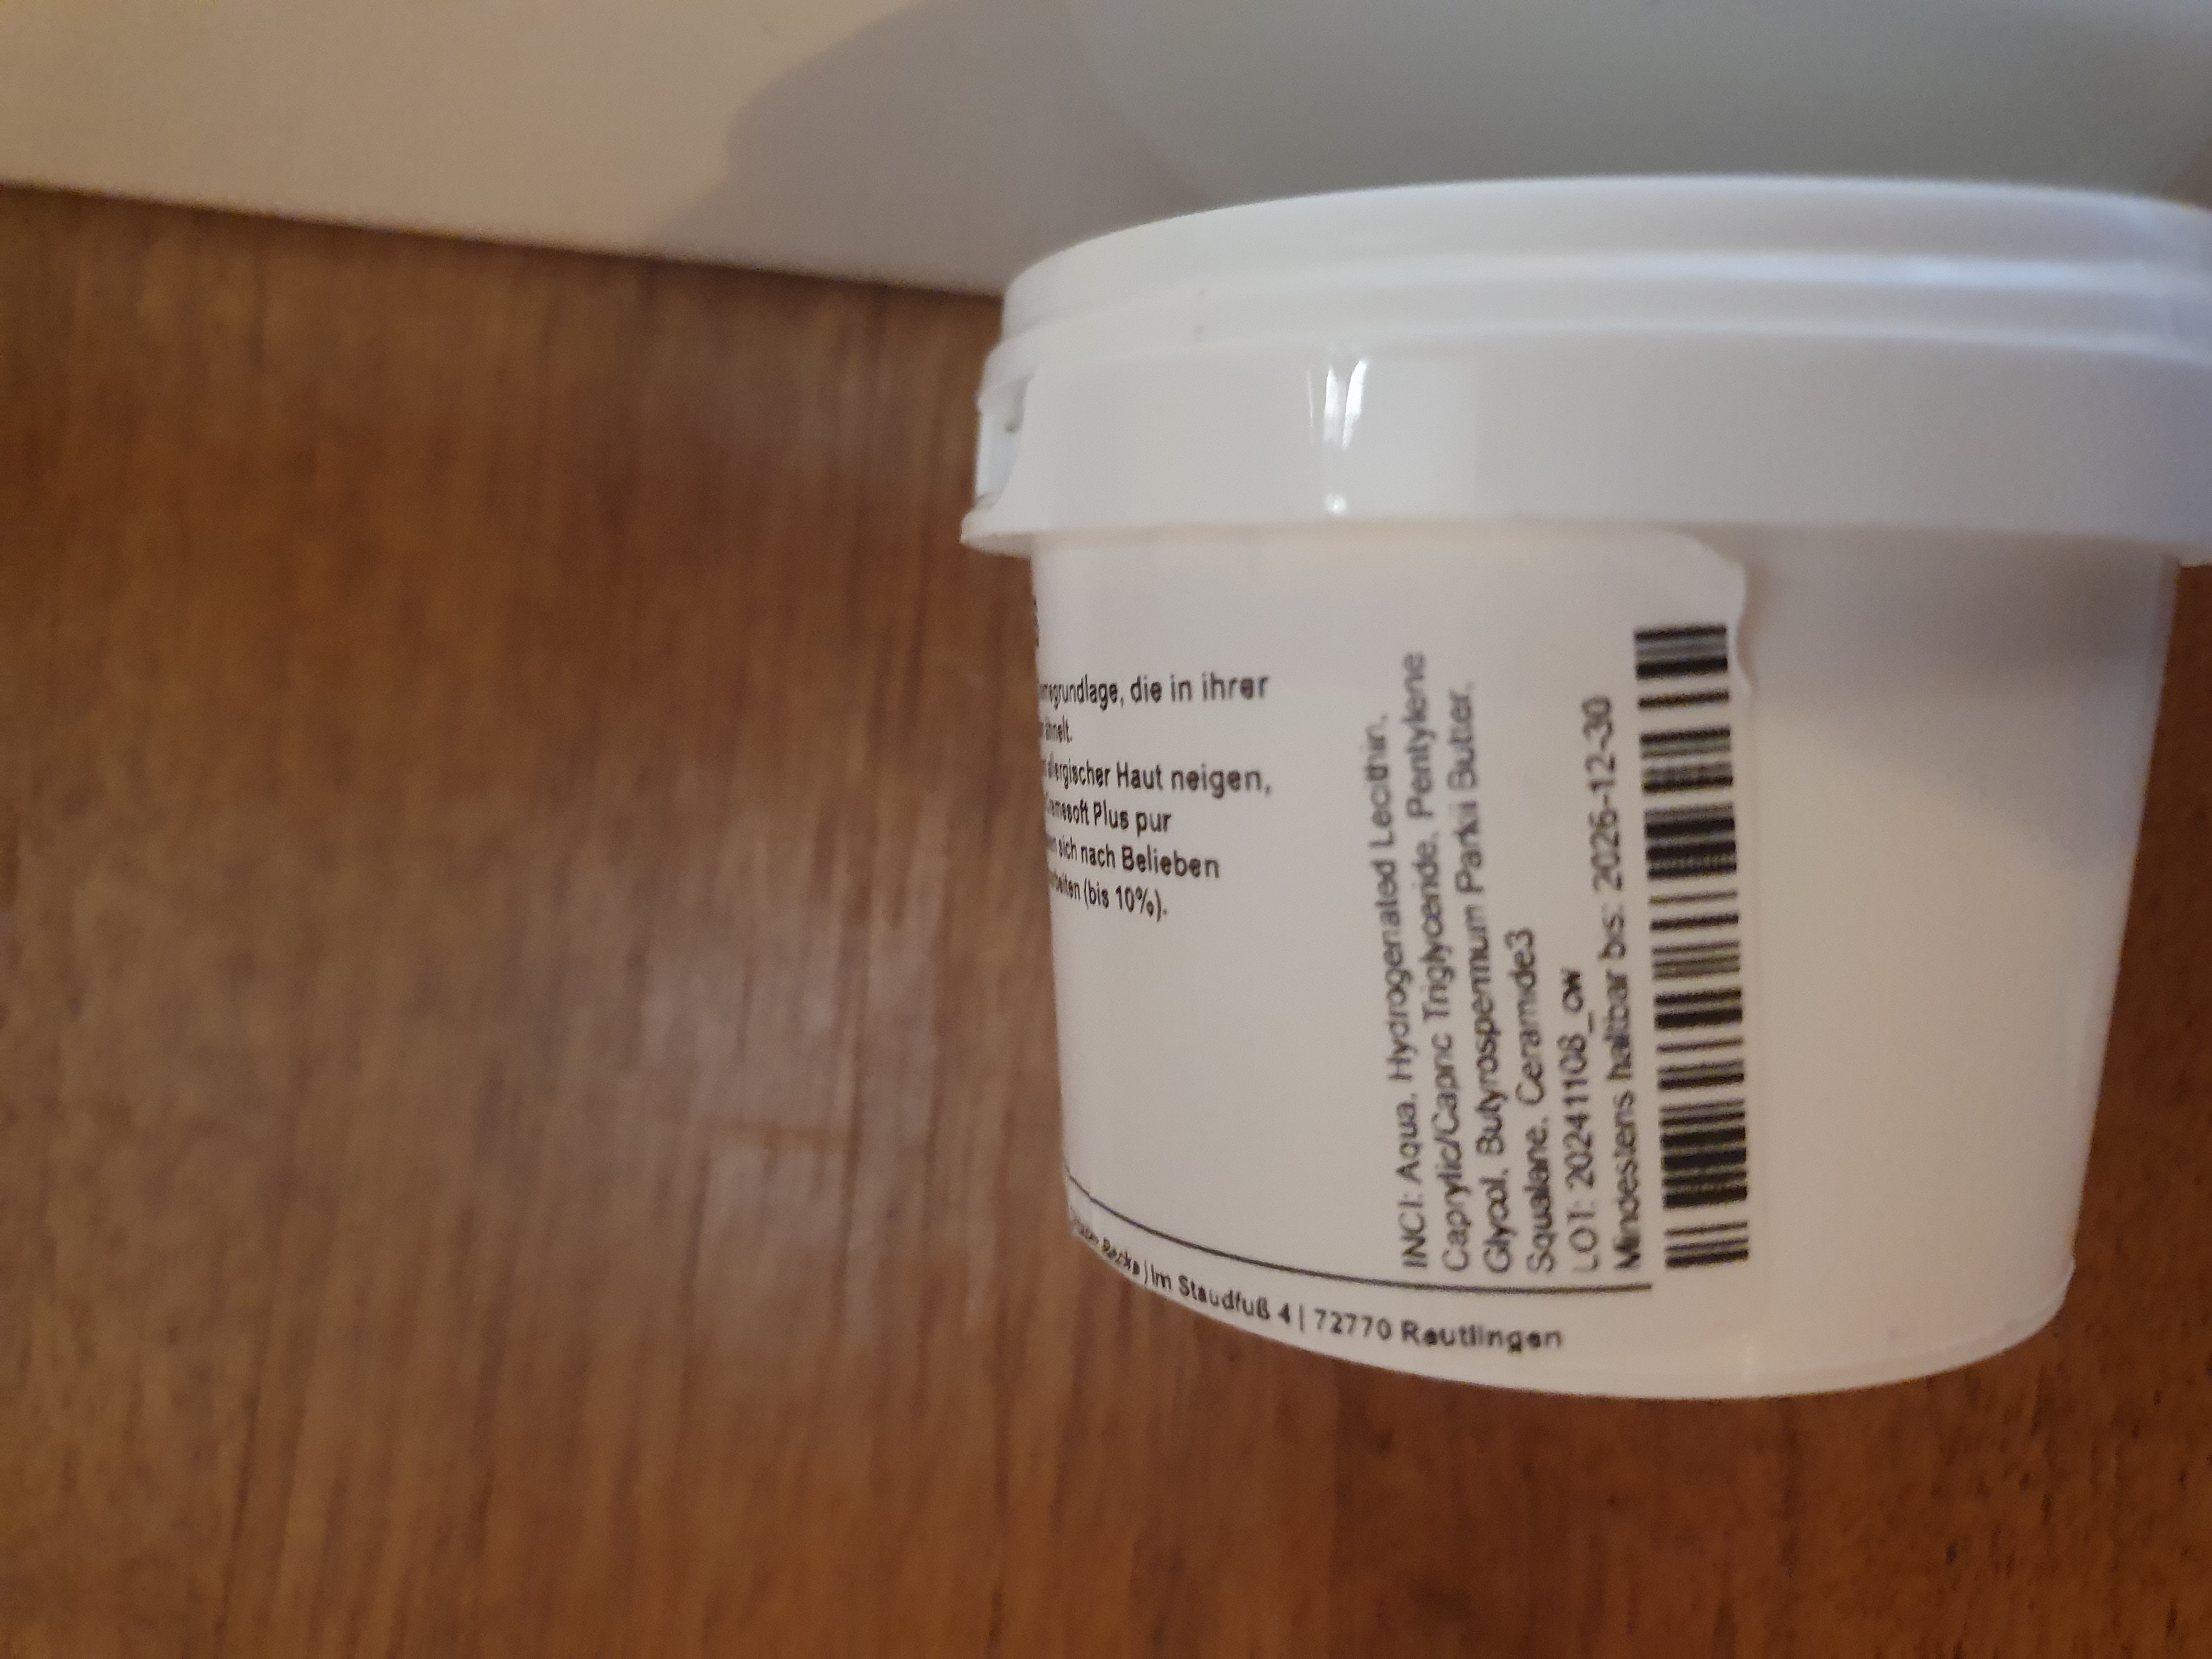 die in ihrer
allergischer Haut neigen,
Plus pur
sich nach Belieben
(bis 10%).
INCI: Aqua, Hydrogenated Lecithin,
Caprylic/Capric Triglyceride, Pentylene
Glycol, Butyrospermum Parkii Butter,
Squalane, Ceramide3
LOT: 20241108_cw
Mindestens haltbar bis: 2026-12-30
| Im Staudfuß 4 | 72770 Reutlingen